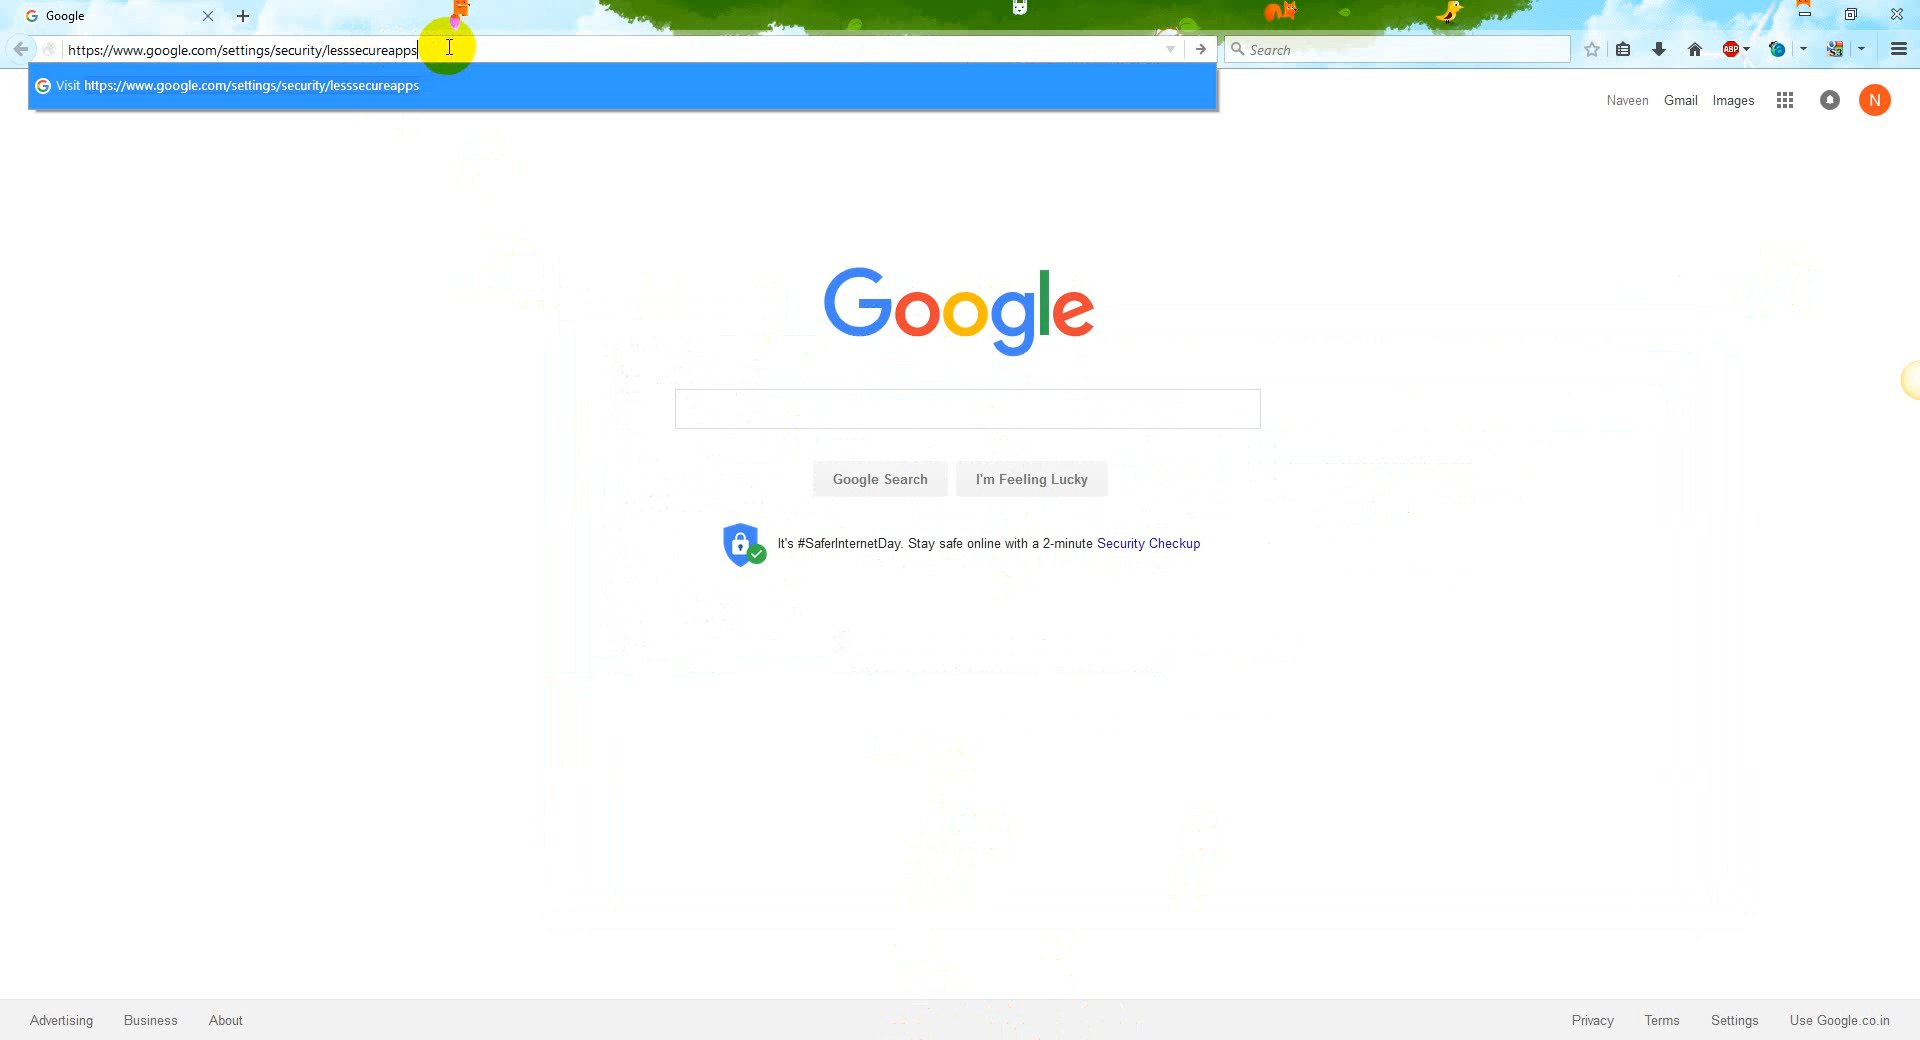 Google
https://www.google.com/settings/security/lesssecureapps
Search
ABP
S3
Visit https://www.google.com/settings/security/lesssecureapps
Naveen Gmail Images N
Google
Google Search I'm Feeling Lucky
It's #SaferInternetDay. Stay safe online with a 2-minute Security Checkup
Advertising Business About Privacy Terms Settings Use Google.co.in